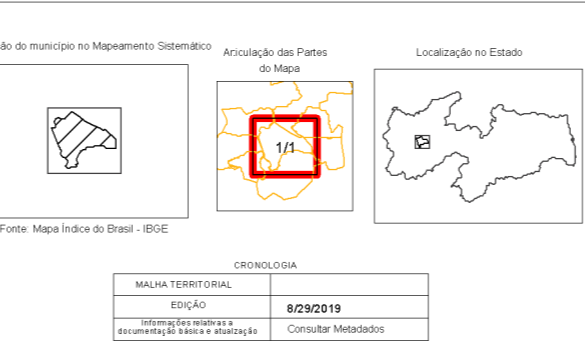 ão do município no Mapeamento Sistemático
Articulação das Partes
do Mapa
Localização no Estado
1/1
Fonte: Mapa Índice do Brasil - IBGE
CRONOLOGIA
MALHA TERRITORIAL
EDIÇÃO
8/29/2019
Informações relativas a
documentação básica e atualização
Consultar Metadados